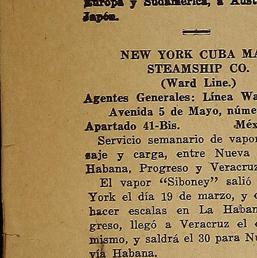 Europa y Sudamérica, a Aust
Japón.
NEW YORK CUBA MA
STEAMSHIP CO.
(Ward Line.)
Agentes Generales: Línea Wa
Avenida 5 de Mayo, núme
Apartado 41-Bis. Méx
Servicio semanario de vapor
saje y carga, entre Nueva
Habana, Progreso y Veracruz
El vapor "Siboney" salió
York el día 19 de marzo, y
hacer escalas en La Haban
greso, llegó a Veracruz el
mismo, y saldrá el 30 para Nu
vía Habana.